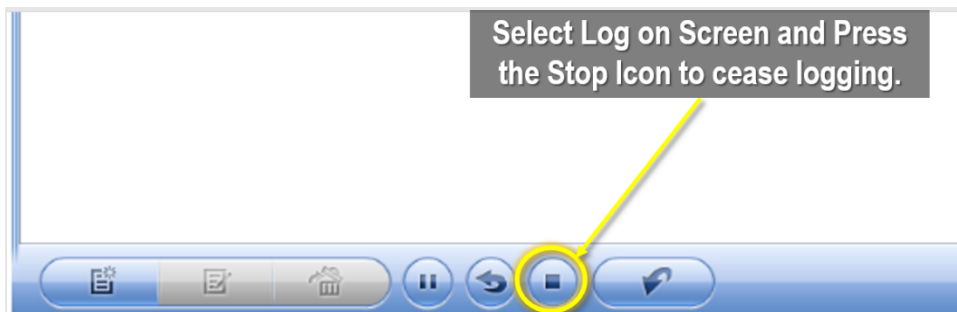 Select Log on Screen and Press
the Stop Icon to cease logging.